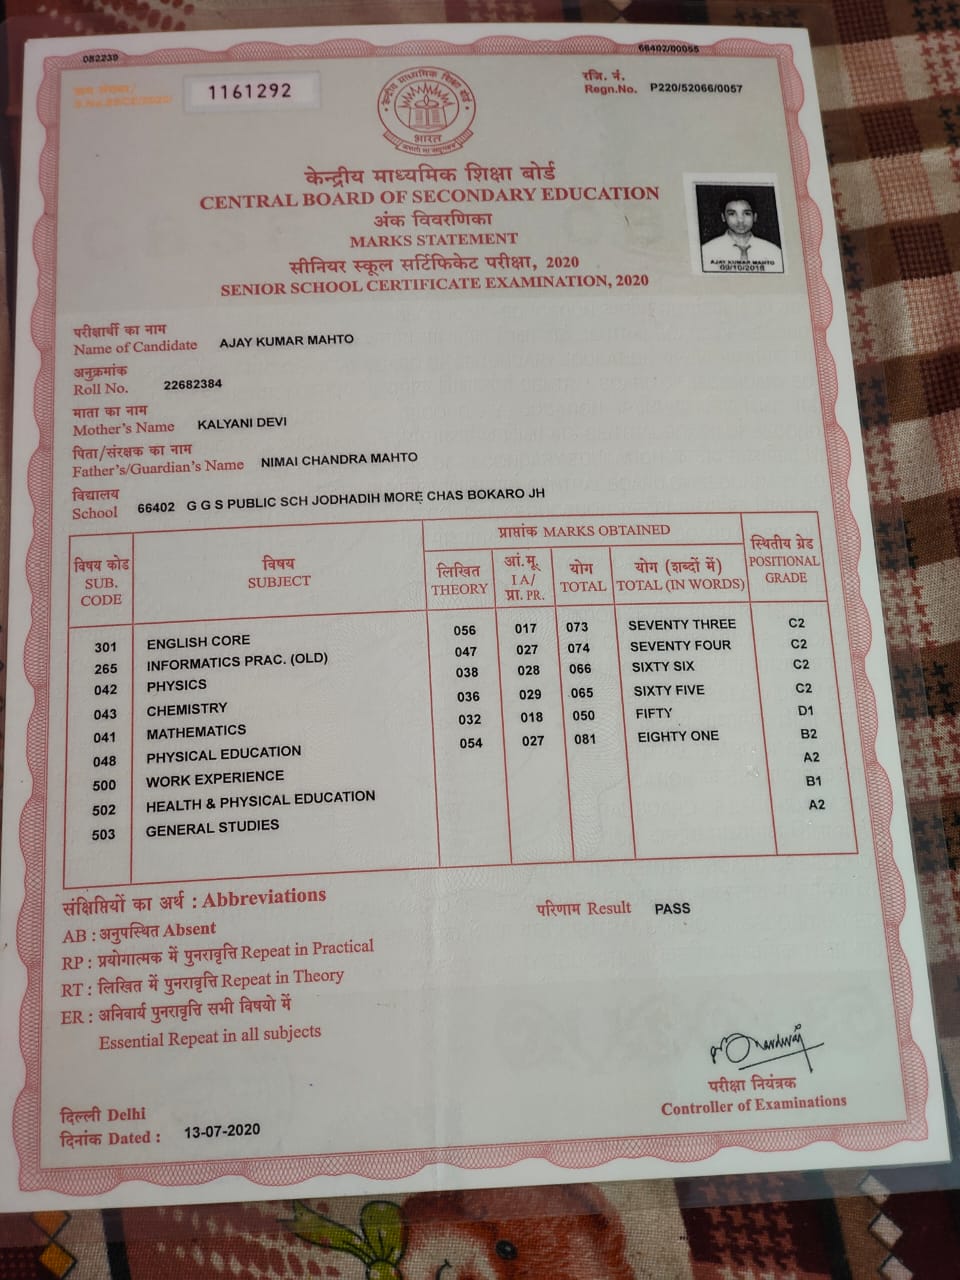 082239
66402/00055
1161292
रजि. नं.
Regn.No. P220/52066/0057
भारत
केन्द्रीय माध्यमिक शिक्षा बोर्ड
CENTRAL BOARD OF SECONDARY EDUCATION
अंक विवरणिका
MARKS STATEMENT
सीनियर स्कूल सर्टिफिकेट परीक्षा, 2020
SENIOR SCHOOL CERTIFICATE EXAMINATION, 2020
AJAY KUMAR MAHTO
09/10/2018
परीक्षार्थी का नाम
Name of Candidate AJAY KUMAR MAHTO
अनुक्रमांक
Roll No. 22682384
माता का नाम
Mother's Name KALYANI DEVI
पिता/संरक्षक का नाम
Father's/Guardian's Name NIMAI CHANDRA MAHTO
विद्यालय
School 66402 G G S PUBLIC SCH JODHADIH MORE CHAS BOKARO JH
विषय कोड
SUB. CODE
विषय
SUBJECT
प्राप्तांक MARKS OBTAINED
लिखित
THEORY
आं.मू.
I A/
प्रा. PR.
योग
TOTAL
योग (शब्दों में)
TOTAL (IN WORDS)
स्थितीय ग्रेड
POSITIONAL GRADE
301 ENGLISH CORE 056 017 073 SEVENTY THREE C2
265 INFORMATICS PRAC. (OLD) 047 027 074 SEVENTY FOUR C2
042 PHYSICS 038 028 066 SIXTY SIX C2
043 CHEMISTRY 036 029 065 SIXTY FIVE C2
041 MATHEMATICS 032 018 050 FIFTY D1
048 PHYSICAL EDUCATION 054 027 081 EIGHTY ONE B2
500 WORK EXPERIENCE A2
502 HEALTH & PHYSICAL EDUCATION B1
503 GENERAL STUDIES A2
संक्षिप्तियों का अर्थ : Abbreviations
परिणाम Result PASS
AB : अनुपस्थित Absent
RP : प्रयोगात्मक में पुनरावृत्ति Repeat in Practical
RT : लिखित में पुनरावृत्ति Repeat in Theory
ER : अनिवार्य पुनरावृत्ति सभी विषयो में
Essential Repeat in all subjects
परीक्षा नियंत्रक
Controller of Examinations
दिल्ली Delhi
दिनांक Dated : 13-07-2020